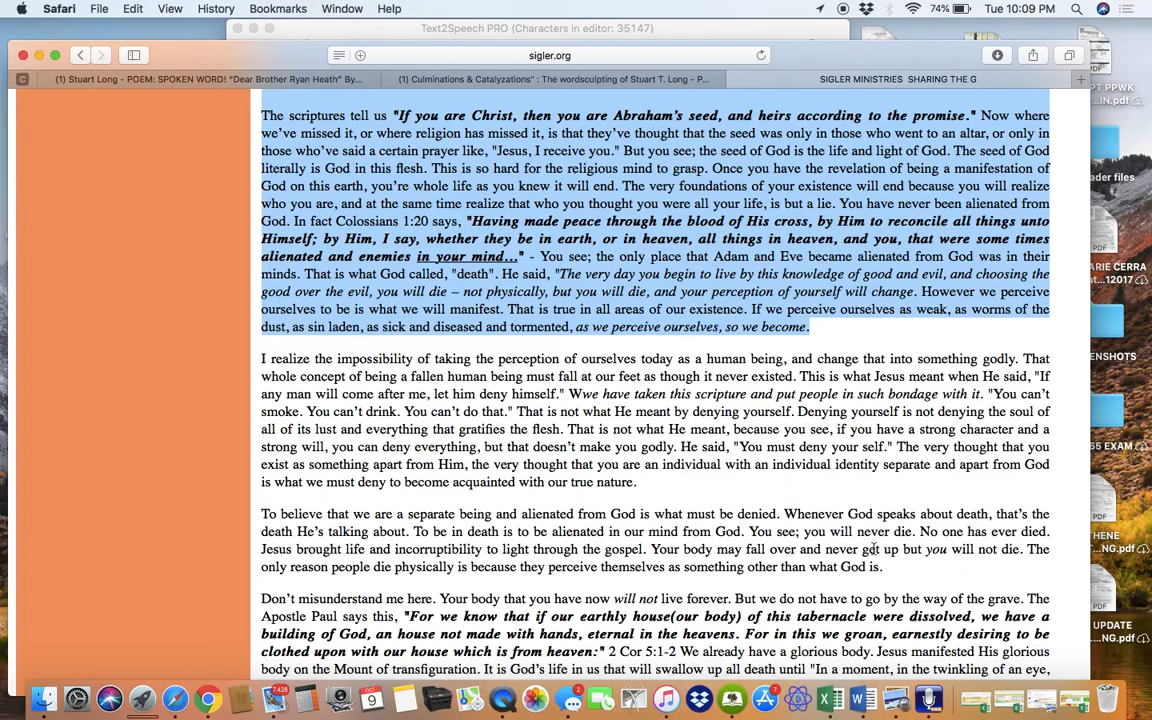 Safari File Edit View History Bookmarks Window Help 74% Tue 10:09 PM
Text2Speech PRO (Characters in editor: 35147)
sigler.org
C (1) Stuart Long - POEM: SPOKEN WORD! "Dear Brother Ryan Heath" By... (1) Culminations & Catalyzations" : The wordsculpting of Stuart T. Long - P... SIGLER MINISTRIES SHARING THE G
The scriptures tell us "If you are Christ, then you are Abraham's seed, and heirs according to the promise." Now where
we've missed it, or where religion has missed it, is that they've thought that the seed was only in those who went to an altar, or only in
those who've said a certain prayer like, "Jesus, I receive you." But you see; the seed of God is the life and light of God. The seed of God
literally is God in this flesh. This is so hard for the religious mind to grasp. Once you have the revelation of being a manifestation of
God on this earth, you're whole life as you knew it will end. The very foundations of your existence will end because you will realize
who you are, and at the same time realize that who you thought you were all your life, is but a lie. You have never been alienated from
God. In fact Colossians 1:20 says, "Having made peace through the blood of His cross, by Him to reconcile all things unto
Himself; by Him, I say, whether they be in earth, or in heaven, all things in heaven, and you, that were some times
alienated and enemies in your mind..." - You see; the only place that Adam and Eve became alienated from God was in their
minds. That is what God called, "death". He said, "The very day you begin to live by this knowledge of good and evil, and choosing the
good over the evil, you will die – not physically, but you will die, and your perception of yourself will change. However we perceive
ourselves to be is what we will manifest. That is true in all areas of our existence. If we perceive ourselves as weak, as worms of the
dust, as sin laden, as sick and diseased and tormented, as we perceive ourselves, so we become.
I realize the impossibility of taking the perception of ourselves today as a human being, and change that into something godly. That
whole concept of being a fallen human being must fall at our feet as though it never existed. This is what Jesus meant when He said, "If
any man will come after me, let him deny himself." Wwe have taken this scripture and put people in such bondage with it. "You can't
smoke. You can't drink. You can't do that." That is not what He meant by denying yourself. Denying yourself is not denying the soul of
all of its lust and everything that gratifies the flesh. That is not what He meant, because you see, if you have a strong character and a
strong will, you can deny everything, but that doesn't make you godly. He said, "You must deny your self." The very thought that you
exist as something apart from Him, the very thought that you are an individual with an individual identity separate and apart from God
is what we must deny to become acquainted with our true nature.
To believe that we are a separate being and alienated from God is what must be denied. Whenever God speaks about death, that's the
death He's talking about. To be in death is to be alienated in our mind from God. You see; you will never die. No one has ever died.
Jesus brought life and incorruptibility to light through the gospel. Your body may fall over and never get up but you will not die. The
only reason people die physically is because they perceive themselves as something other than what God is.
Don't misunderstand me here. Your body that you have now will not live forever. But we do not have to go by the way of the grave. The
Apostle Paul says this, "For we know that if our earthly house(our body) of this tabernacle were dissolved, we have a
building of God, an house not made with hands, eternal in the heavens. For in this we groan, earnestly desiring to be
clothed upon with our house which is from heaven:" 2 Cor 5:1-2 We already have a glorious body. Jesus manifested His glorious
body on the Mount of transfiguration. It is God's life in us that will swallow up all death until "In a moment, in the twinkling of an eye,
PT PPWK
IN.pdf
ader files
ARIE CERRA
12017
ENSHOTS
65 EXAM
THENE
NG.pdf
UPDATE
NG.pdf
7,428
OCT
9
2
7